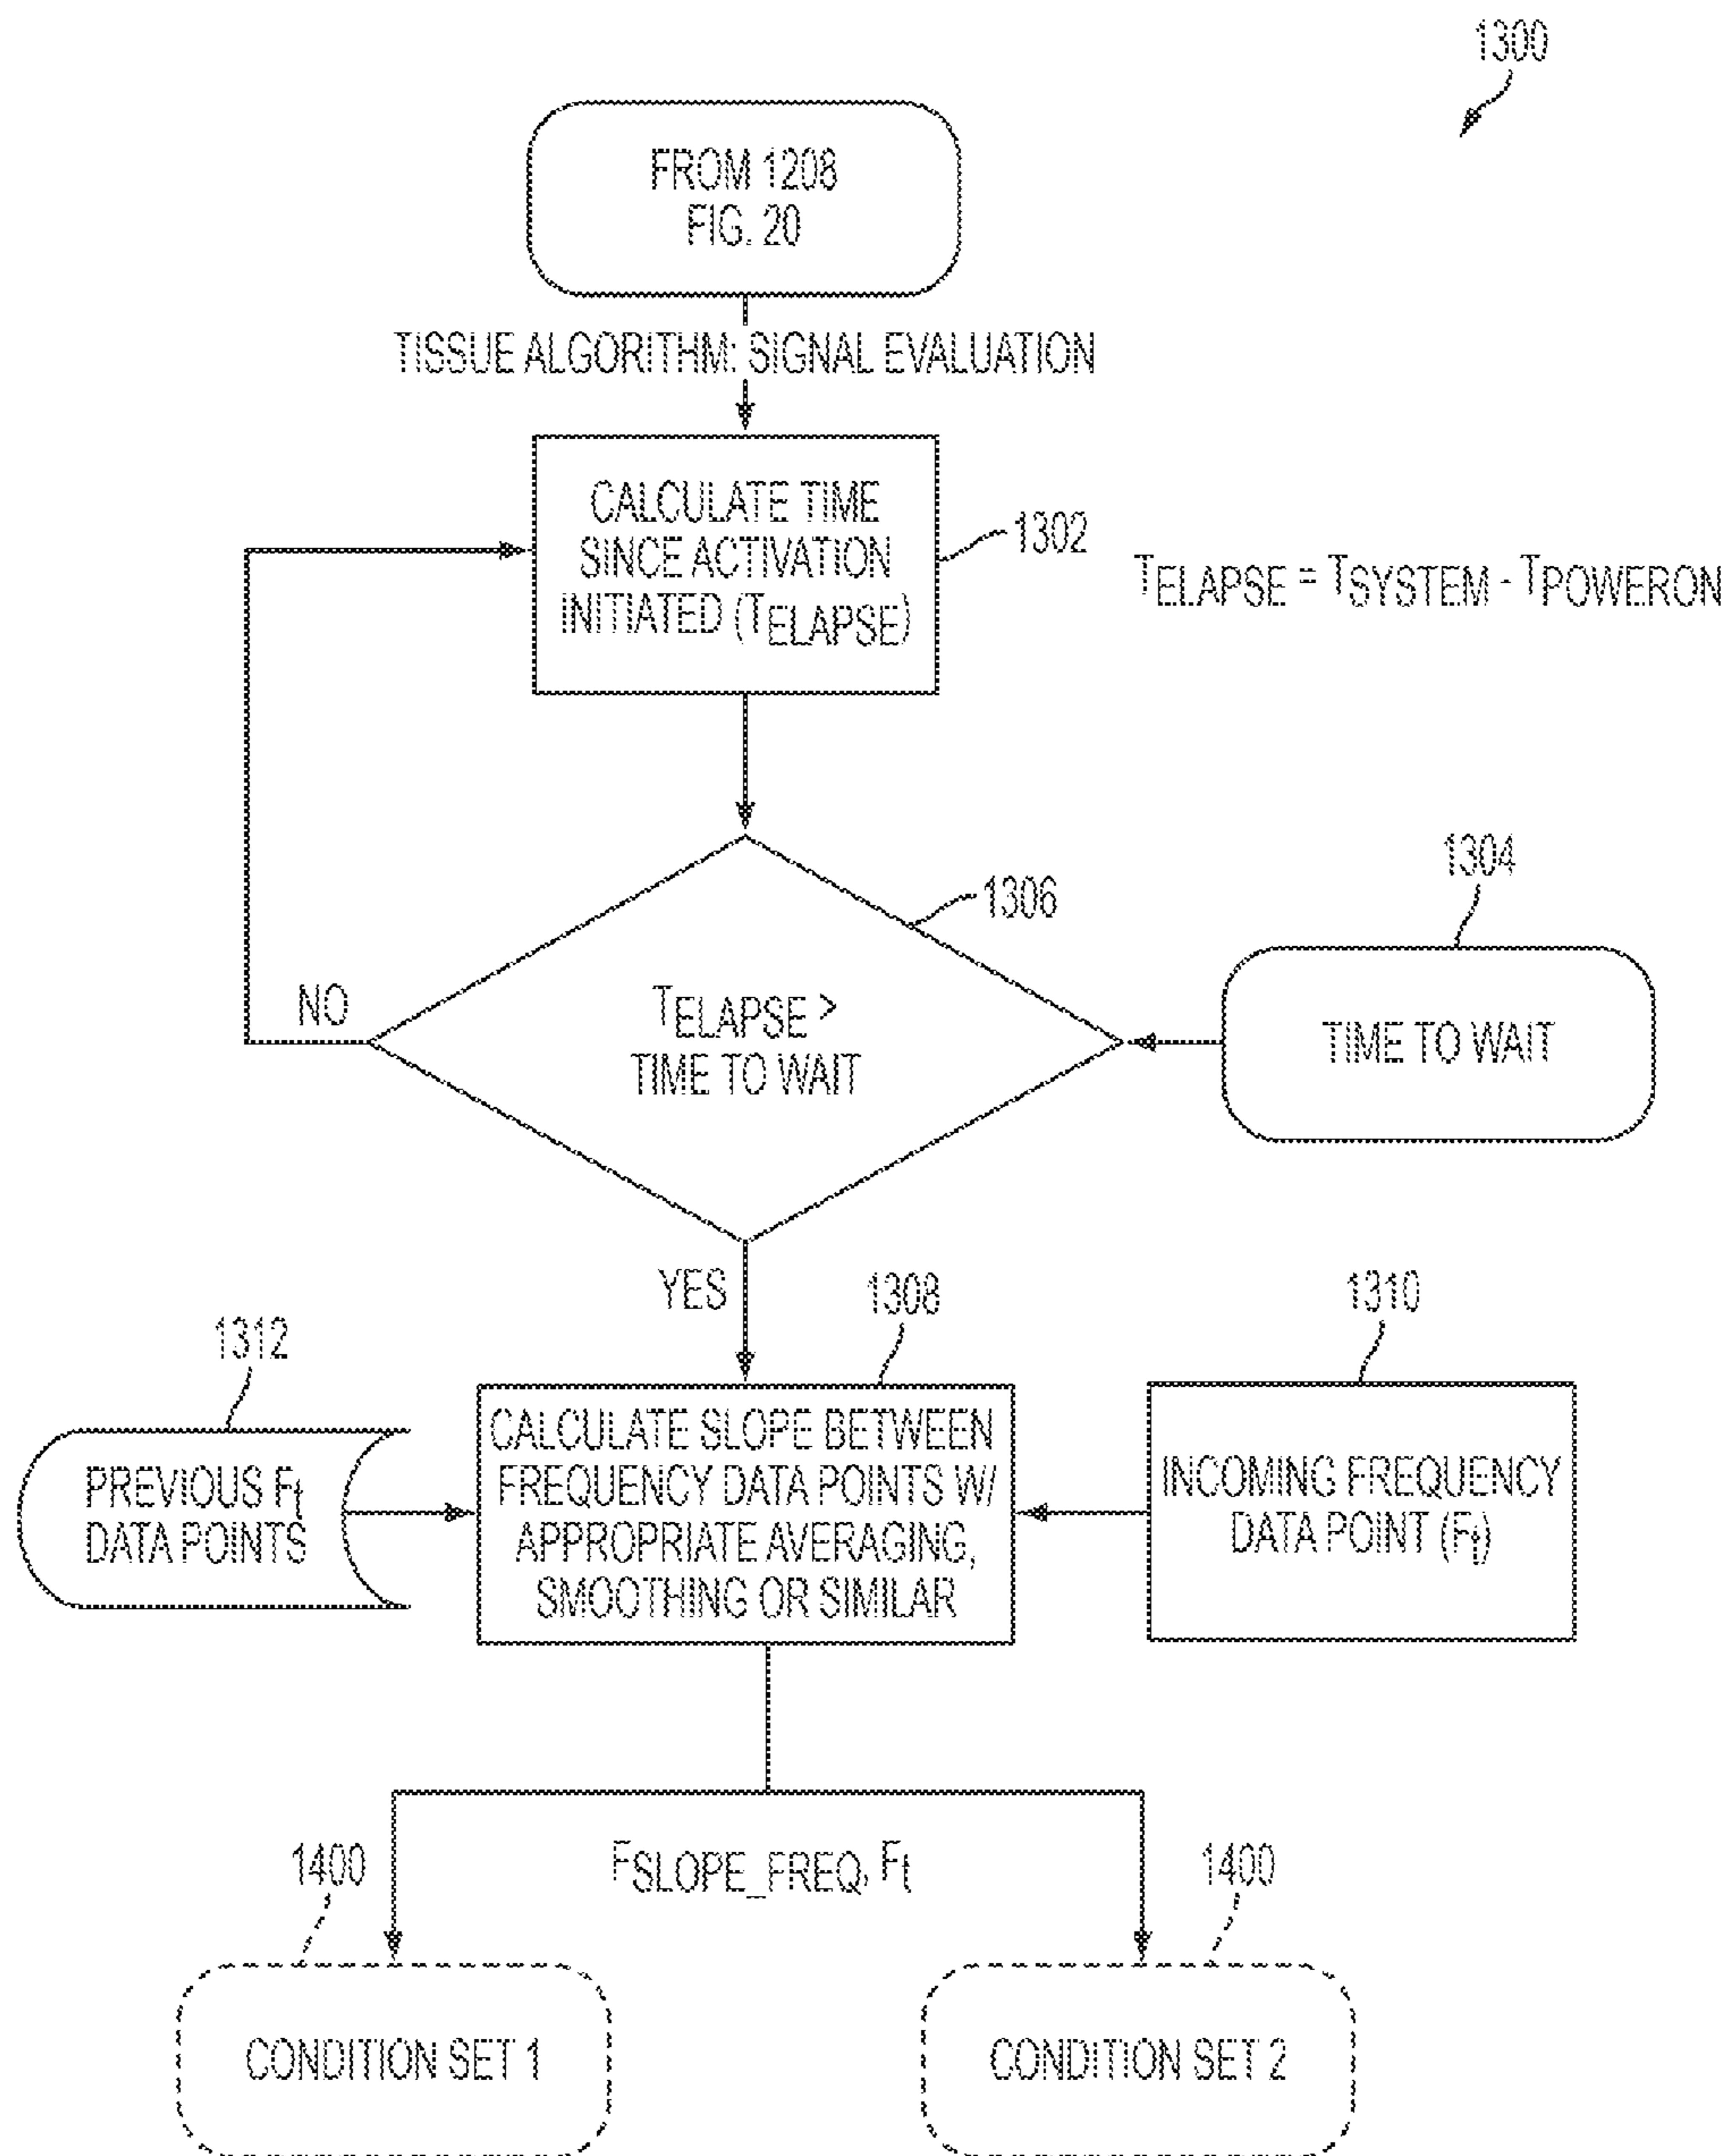 1300
FROM 1208
FIG. 20
TISSUE ALGORITHM: SIGNAL EVALUATION
CALCULATE TIME
SINCE ACTIVATION
INITIATED (TELAPSE)
1302
TELAPSE = TSYSTEM - TPOWERON
1304
1306
NO
TELAPSE >
TIME TO WAIT
TIME TO WAIT
YES
1308
1310
1312
PREVIOUS Ft
DATA POINTS
CALCULATE SLOPE BETWEEN
FREQUENCY DATA POINTS W/
APPROPRIATE AVERAGING,
SMOOTHING OR SIMILAR
INCOMING FREQUENCY
DATA POINT (Ft)
1400
FSLOPE_FREQ, Ft
1400
CONDITION SET 1
CONDITION SET 2